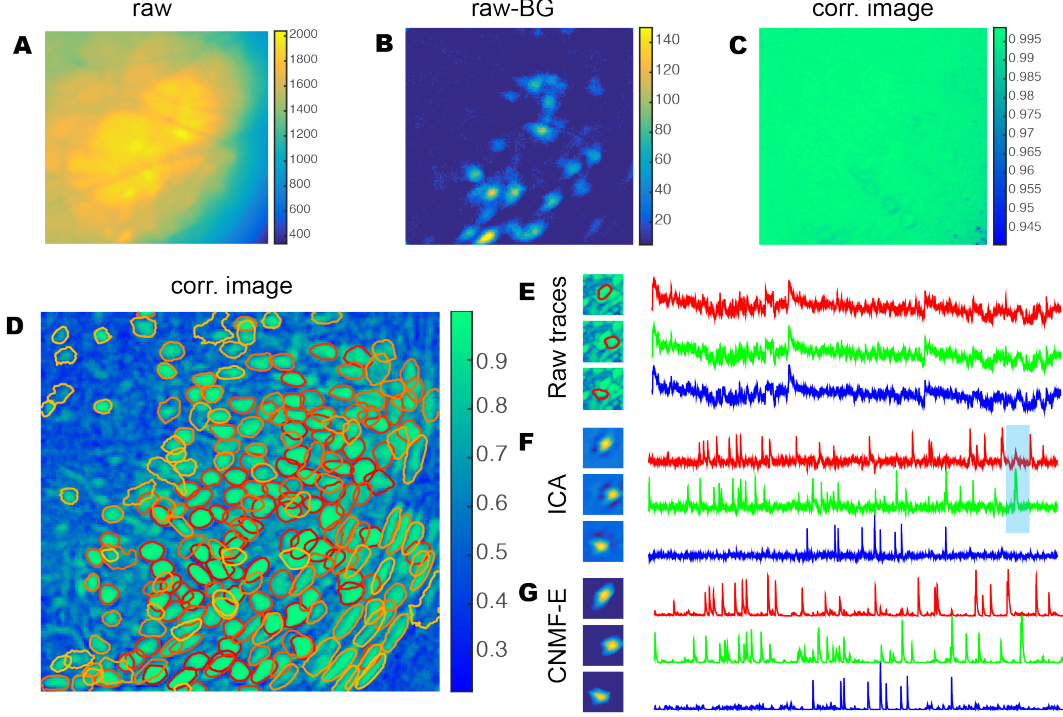 raw
raw-BG
corr. image
A
2000
1800
1600
1400
1200
1000
800
600
400
B
140
120
100
80
60
40
20
C
0.995
0.99
0.985
0.98
0.975
0.97
0.965
0.96
0.955
0.95
0.945
corr. image
D
0.9
0.8
0.7
0.6
0.5
0.4
0.3
E
Raw traces
F
ICA
G
CNMF-E